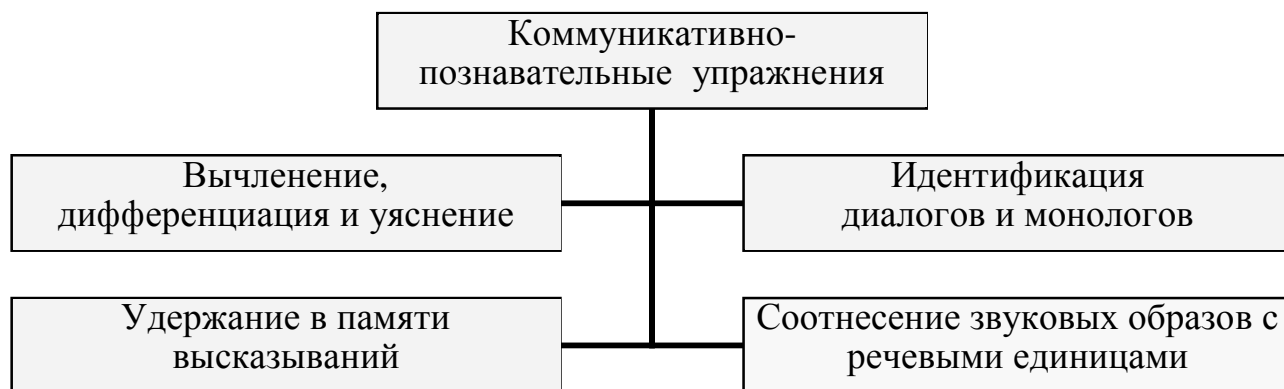 Коммуникативно-
познавательные упражнения
Вычленение,
дифференциация и уяснение
Идентификация
диалогов и монологов
Удержание в памяти
высказываний
Соотнесение звуковых образов с
речевыми единицами